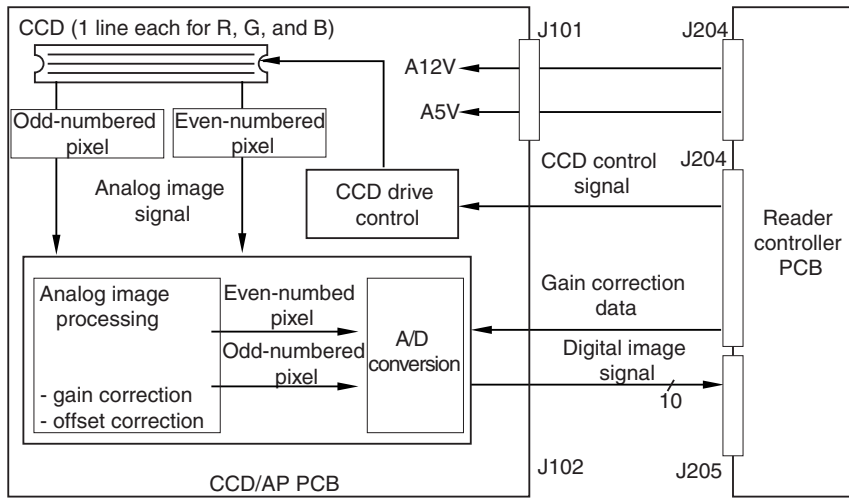 CCD (1 line each for R, G, and B)
J101
J204
A12V
A5V
Odd-numbered
pixel
Even-numbered
pixel
Analog image
signal
CCD drive
control
CCD control
signal
J204
Reader
controller
PCB
Analog image
processing
- gain correction
- offset correction
Even-numbed
pixel
Odd-numbered
pixel
A/D
conversion
Gain correction
data
Digital image
signal
10
J102
J205
CCD/AP PCB